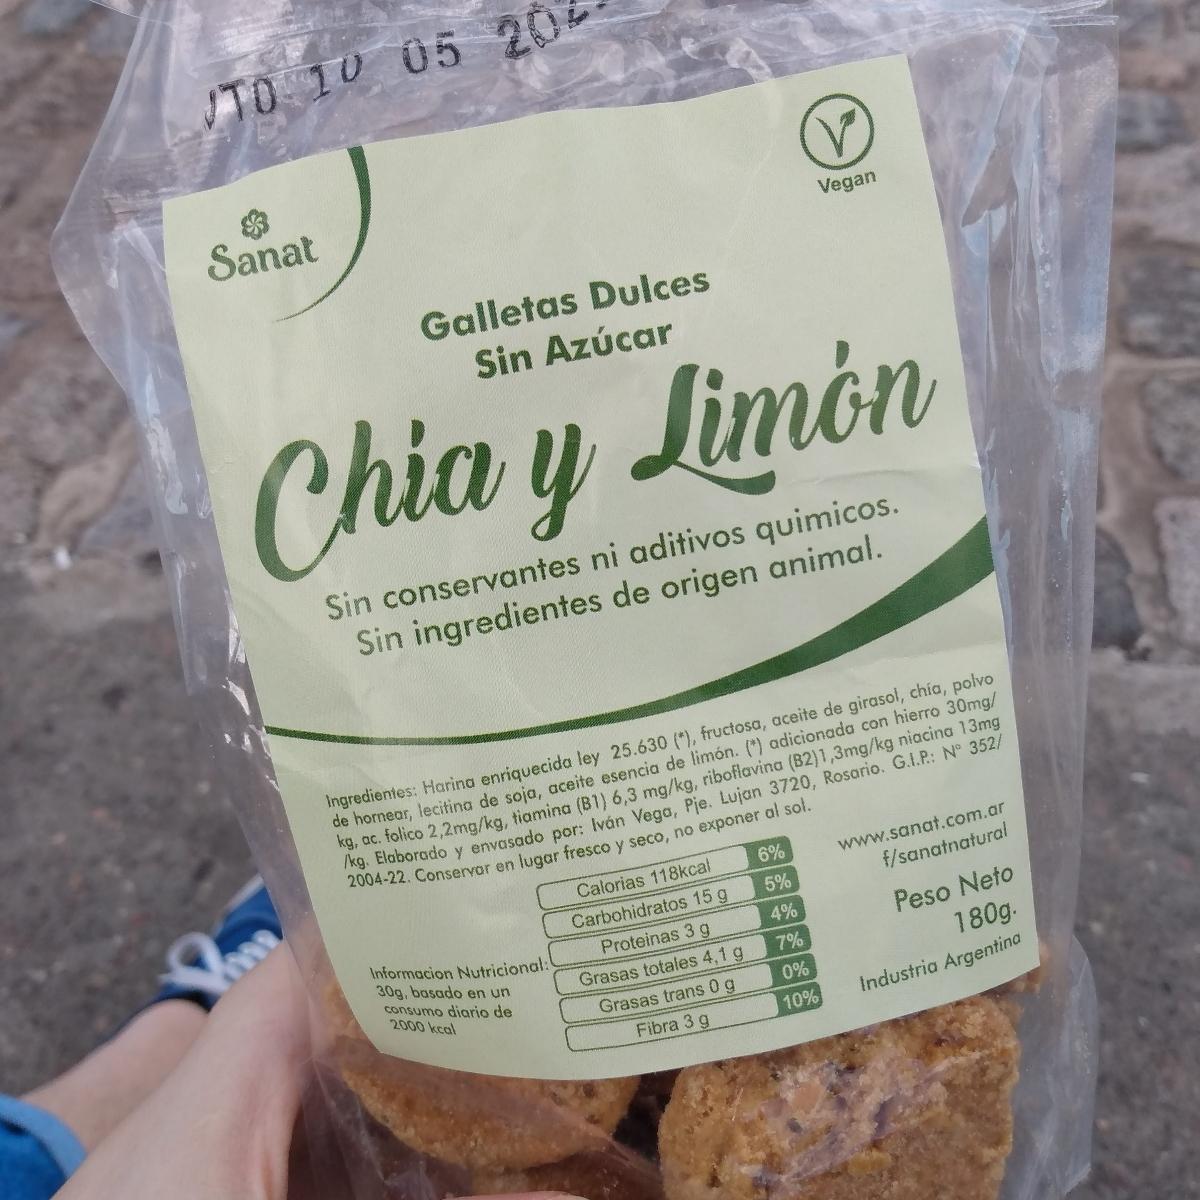 VTO 10 05
Sanat
Vegan
Galletas Dulces
Sin Azúcar
Chía y Limón
Sin conservantes ni aditivos quimicos.
Sin ingredientes de origen animal.
Ingredientes: Harina enriquecida ley 25.630 (*), fructosa, aceite de girasol, chía, polvo
de hornear, lecitina de soja, aceite esencia de limón. (*) adicionada con hierro 30mg/
kg, ac. folico 2,2mg/kg, tiamina (B1) 6,3 mg/kg, riboflavina (B2)1,3mg/kg niacina 13mg
/kg. Elaborado y envasado por: Iván Vega, Pje. Lujan 3720, Rosario. G.I.P.: N° 352/
2004-22. Conservar en lugar fresco y seco, no exponer al sol.
www.sanat.com.ar
f/sanatnatural
Peso Neto
180g.
Industria Argentina
Informacion Nutricional:
30g, basado en un
consumo diario de
2000 kcal
Calorias 118kcal 6%
Carbohidratos 15 g 5%
Proteinas 3 g 4%
Grasas totales 4,1 g 7%
Grasas trans 0 g 0%
Fibra 3 g 10%